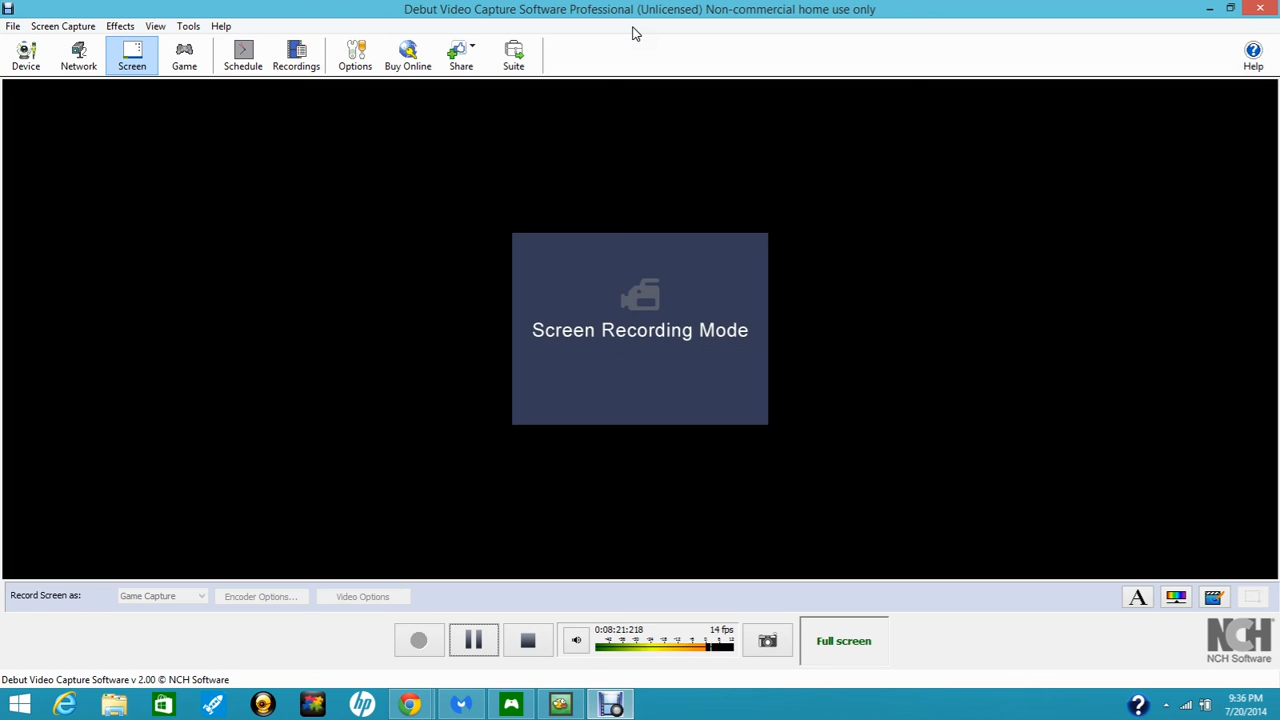 Debut Video Capture Software Professional (Unlicensed) Non-commercial home use only
File Screen Capture Effects View Tools Help
Device Network Screen Game Schedule Recordings Options Buy Online Share Suite Help
Screen Recording Mode
Record Screen as: Game Capture Encoder Options... Video Options A
0:08:21:218 14 fps
Full screen
NCH
NCH Software
Debut Video Capture Software v 2.00 © NCH Software
9:36 PM
7/20/2014